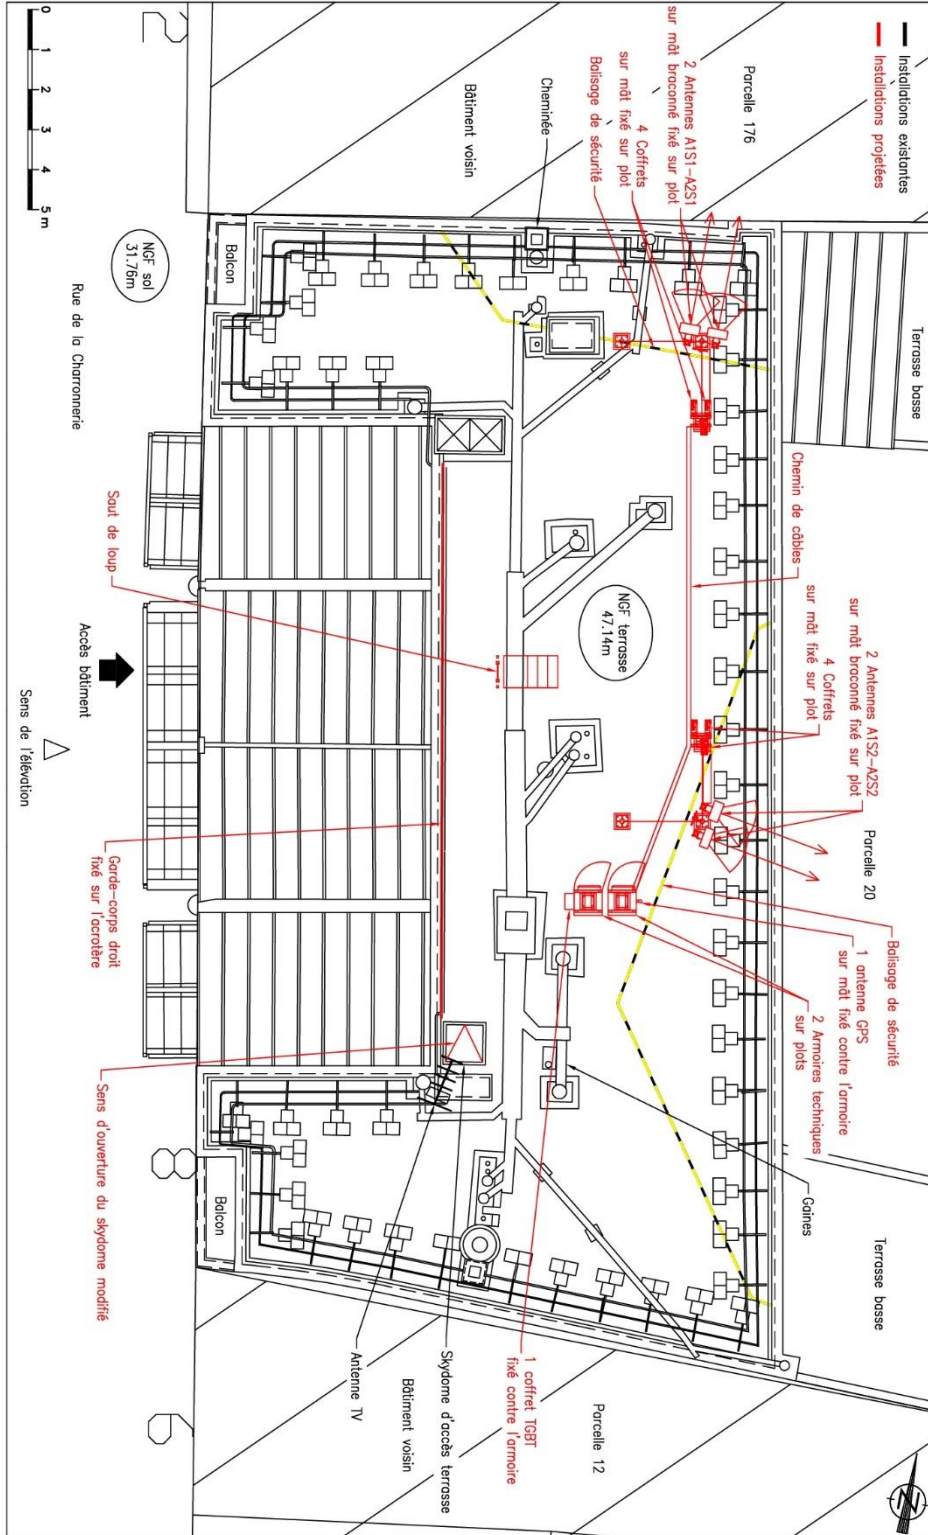 Installations existantes
Installations projetées
N
Terrasse basse
Terrasse basse
Parcelle 176
Parcelle 20
Parcelle 12
2 Antennes A1S1-A2S1
sur mât braconné fixé sur plot
4 Coffrets
sur mât fixé sur plot
Balisage de sécurité
Chemin de câbles
2 Antennes A1S2-A2S2
sur mât braconné fixé sur plot
4 Coffrets
sur mât fixé sur plot
Balisage de sécurité
1 antenne GPS
sur mât fixé contre l'armoire
2 Armoires techniques
sur plots
Gaines
Cheminée
Bâtiment voisin
NGF terrasse
47.14m
1 coffret TGBT
fixé contre l'armoire
Skydome d'accès terrasse
Bâtiment voisin
Antenne TV
Balcon
Balcon
NGF sol
31.76m
Saut de loup
Garde-corps droit
fixé sur l'acrotère
Sens d'ouverture du skydome modifié
Rue de la Charronnerie
Accès bâtiment
Sens de l'élévation
8
0 1 2 3 4 5 m